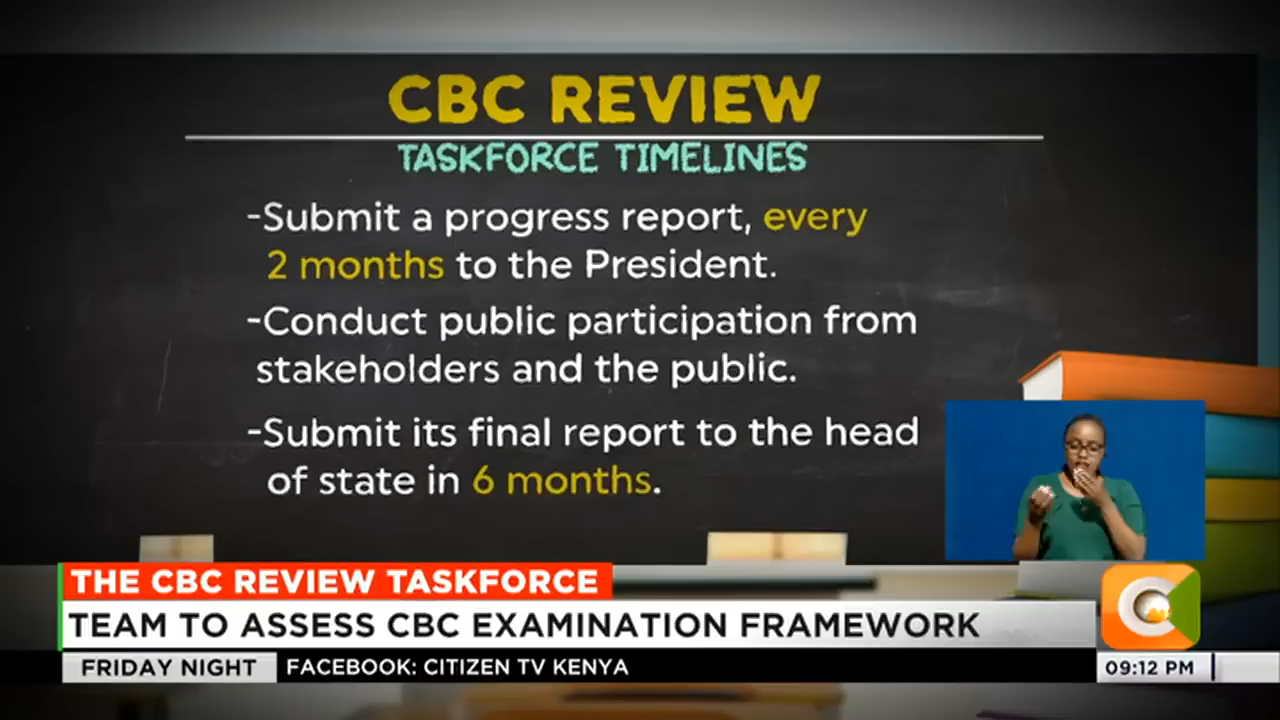 CBC REVIEW
TASKFORCE TIMELINES
-Submit a progress report, every
2 months to the President.
-Conduct public participation from
stakeholders and the public.
-Submit its final report to the head
of state in 6 months.
THE CBC REVIEW TASKFORCE
TEAM TO ASSESS CBC EXAMINATION FRAMEWORK
FRIDAY NIGHT FACEBOOK: CITIZEN TV KENYA 09:12 PM